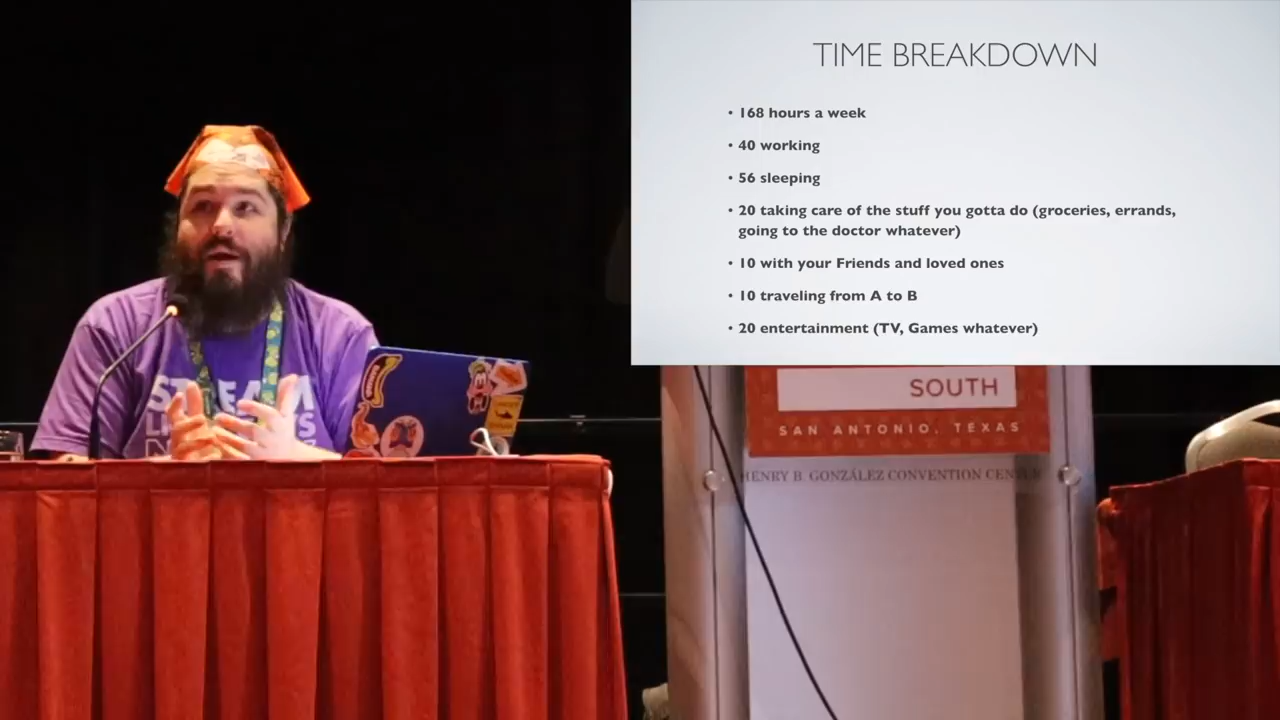 TIME BREAKDOWN
• 168 hours a week
• 40 working
• 56 sleeping
• 20 taking care of the stuff you gotta do (groceries, errands,
going to the doctor whatever)
• 10 with your Friends and loved ones
• 10 traveling from A to B
• 20 entertainment (TV, Games whatever)
SOUTH
SAN ANTONIO, TEXAS
HENRY B. GONZÁLEZ CONVENTION CENTER